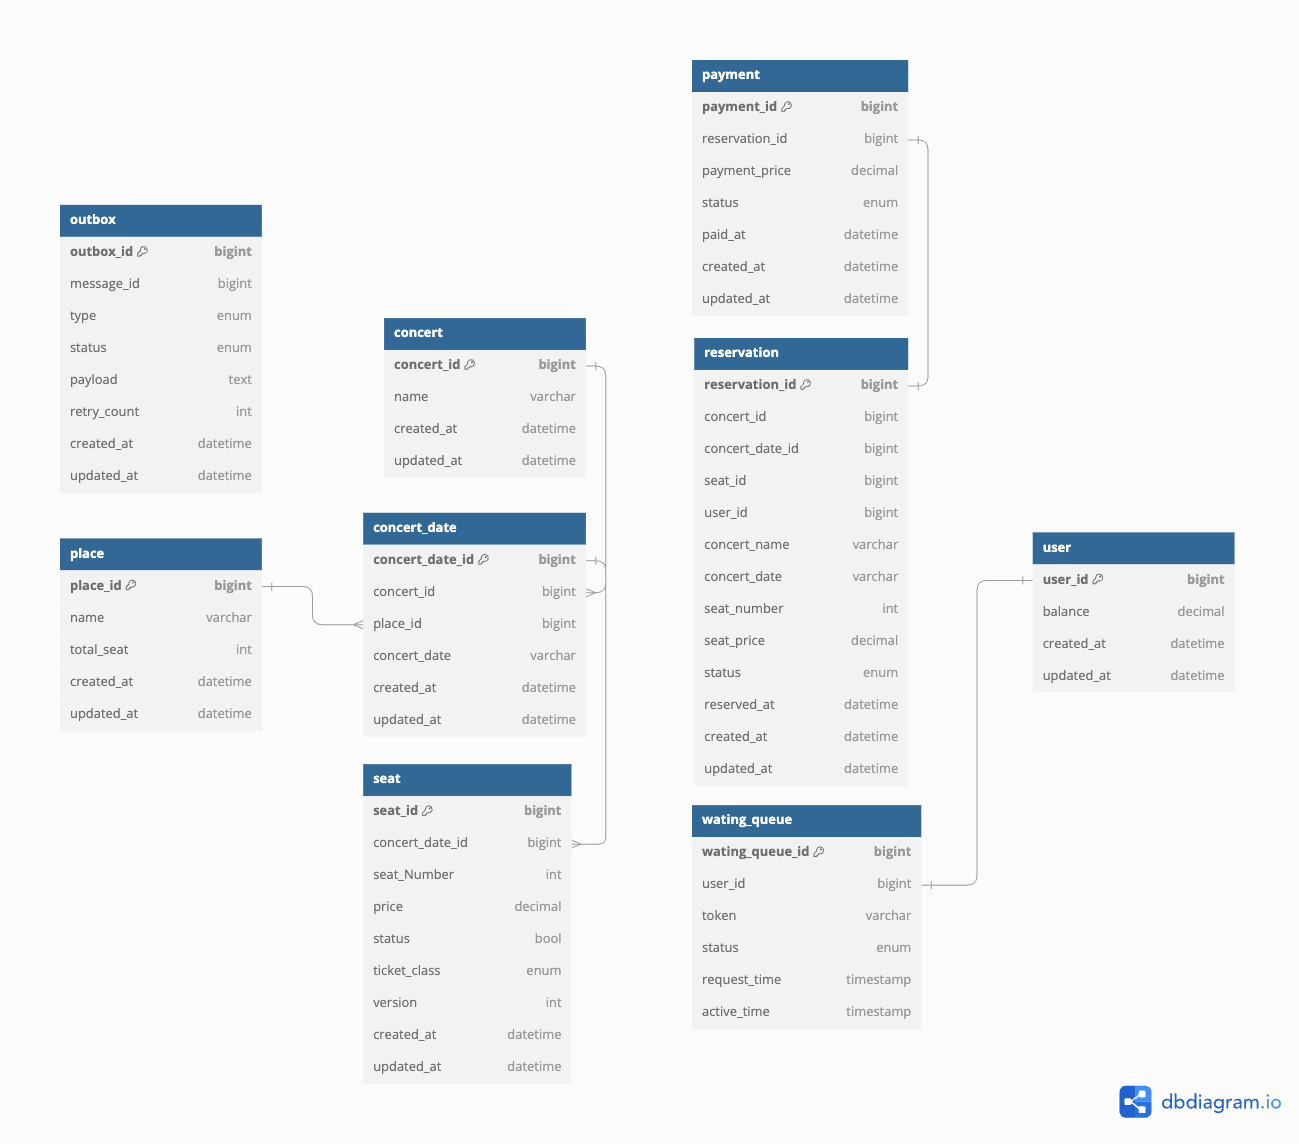 payment
payment_id bigint
reservation_id bigint
payment_price decimal
status enum
paid_at datetime
created_at datetime
updated_at datetime
outbox
outbox_id bigint
message_id bigint
type enum
status enum
payload text
retry_count int
created_at datetime
updated_at datetime
concert
concert_id bigint
name varchar
created_at datetime
updated_at datetime
reservation
reservation_id bigint
concert_id bigint
concert_date_id bigint
seat_id bigint
user_id bigint
concert_name varchar
concert_date varchar
seat_number int
seat_price decimal
status enum
reserved_at datetime
created_at datetime
updated_at datetime
place
place_id bigint
name varchar
total_seat int
created_at datetime
updated_at datetime
concert_date
concert_date_id bigint
concert_id bigint
place_id bigint
concert_date varchar
created_at datetime
updated_at datetime
user
user_id bigint
balance decimal
created_at datetime
updated_at datetime
seat
seat_id bigint
concert_date_id bigint
seat_Number int
price decimal
status bool
ticket_class enum
version int
created_at datetime
updated_at datetime
wating_queue
wating_queue_id bigint
user_id bigint
token varchar
status enum
request_time timestamp
active_time timestamp
dbdiagram.io